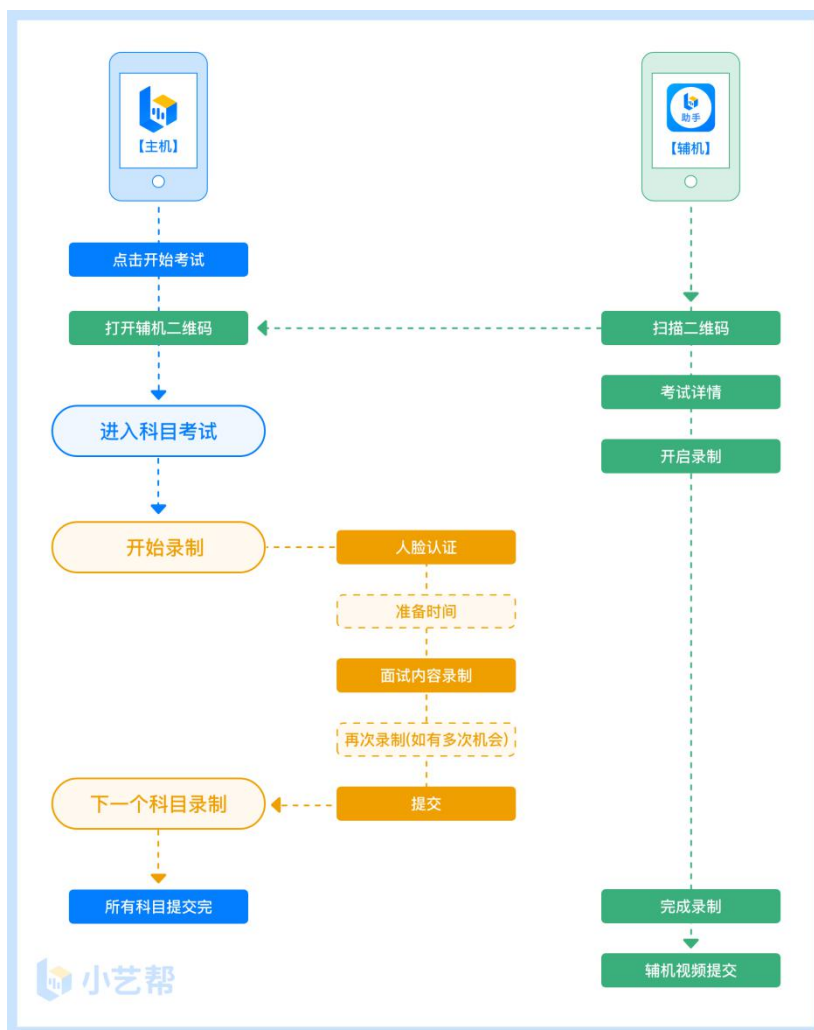 【主机】
助手
【辅机】
点击开始考试
打开辅机二维码
扫描二维码
考试详情
进入科目考试
开启录制
开始录制
人脸认证
准备时间
面试内容录制
再次录制(如有多次机会)
下一个科目录制
提交
所有科目提交完
完成录制
辅机视频提交
小艺帮